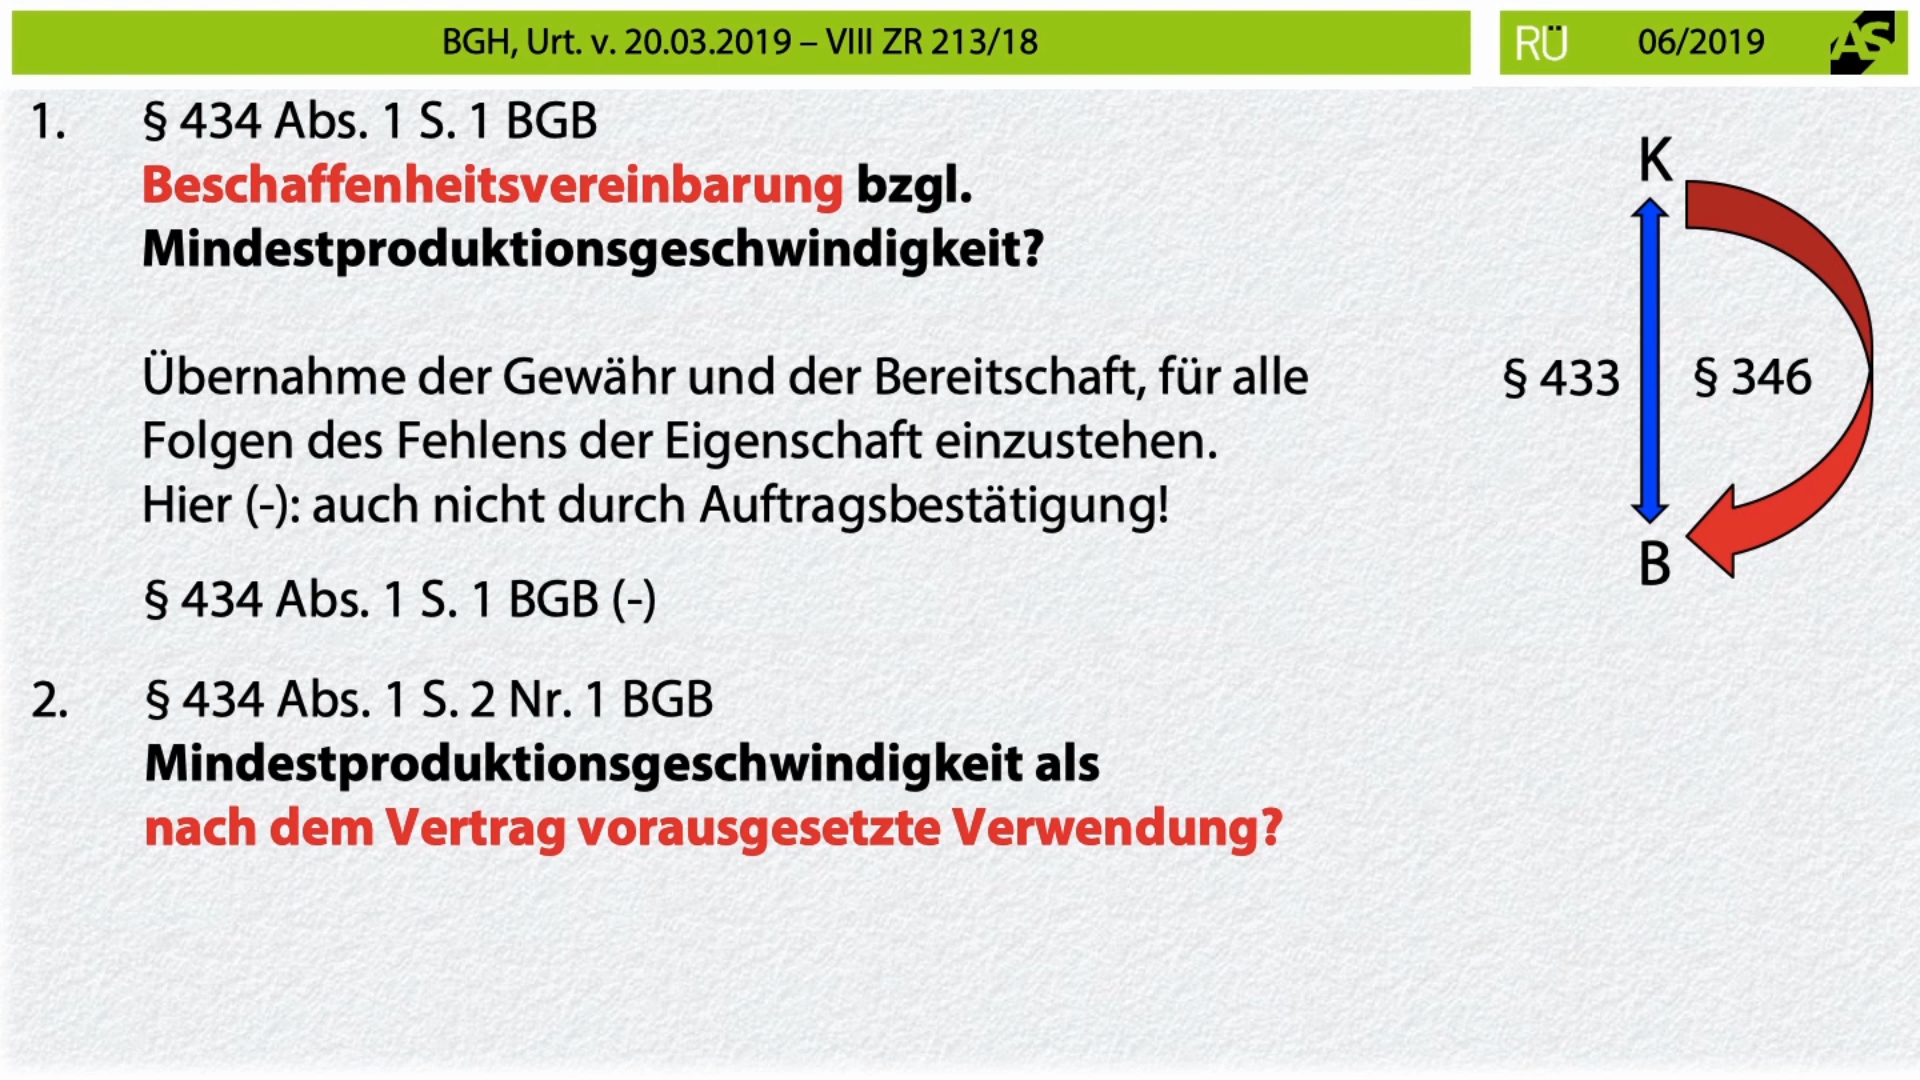 BGH, Urt. v. 20.03.2019 – VIII ZR 213/18
RÜ 06/2019 AS
1. § 434 Abs. 1 S. 1 BGB
Beschaffenheitsvereinbarung bzgl.
Mindestproduktionsgeschwindigkeit?
Übernahme der Gewähr und der Bereitschaft, für alle
Folgen des Fehlens der Eigenschaft einzustehen.
Hier (-): auch nicht durch Auftragsbestätigung!
§ 434 Abs. 1 S. 1 BGB (-)
2. § 434 Abs. 1 S. 2 Nr. 1 BGB
Mindestproduktionsgeschwindigkeit als
nach dem Vertrag vorausgesetzte Verwendung?
K
§ 433 § 346
B